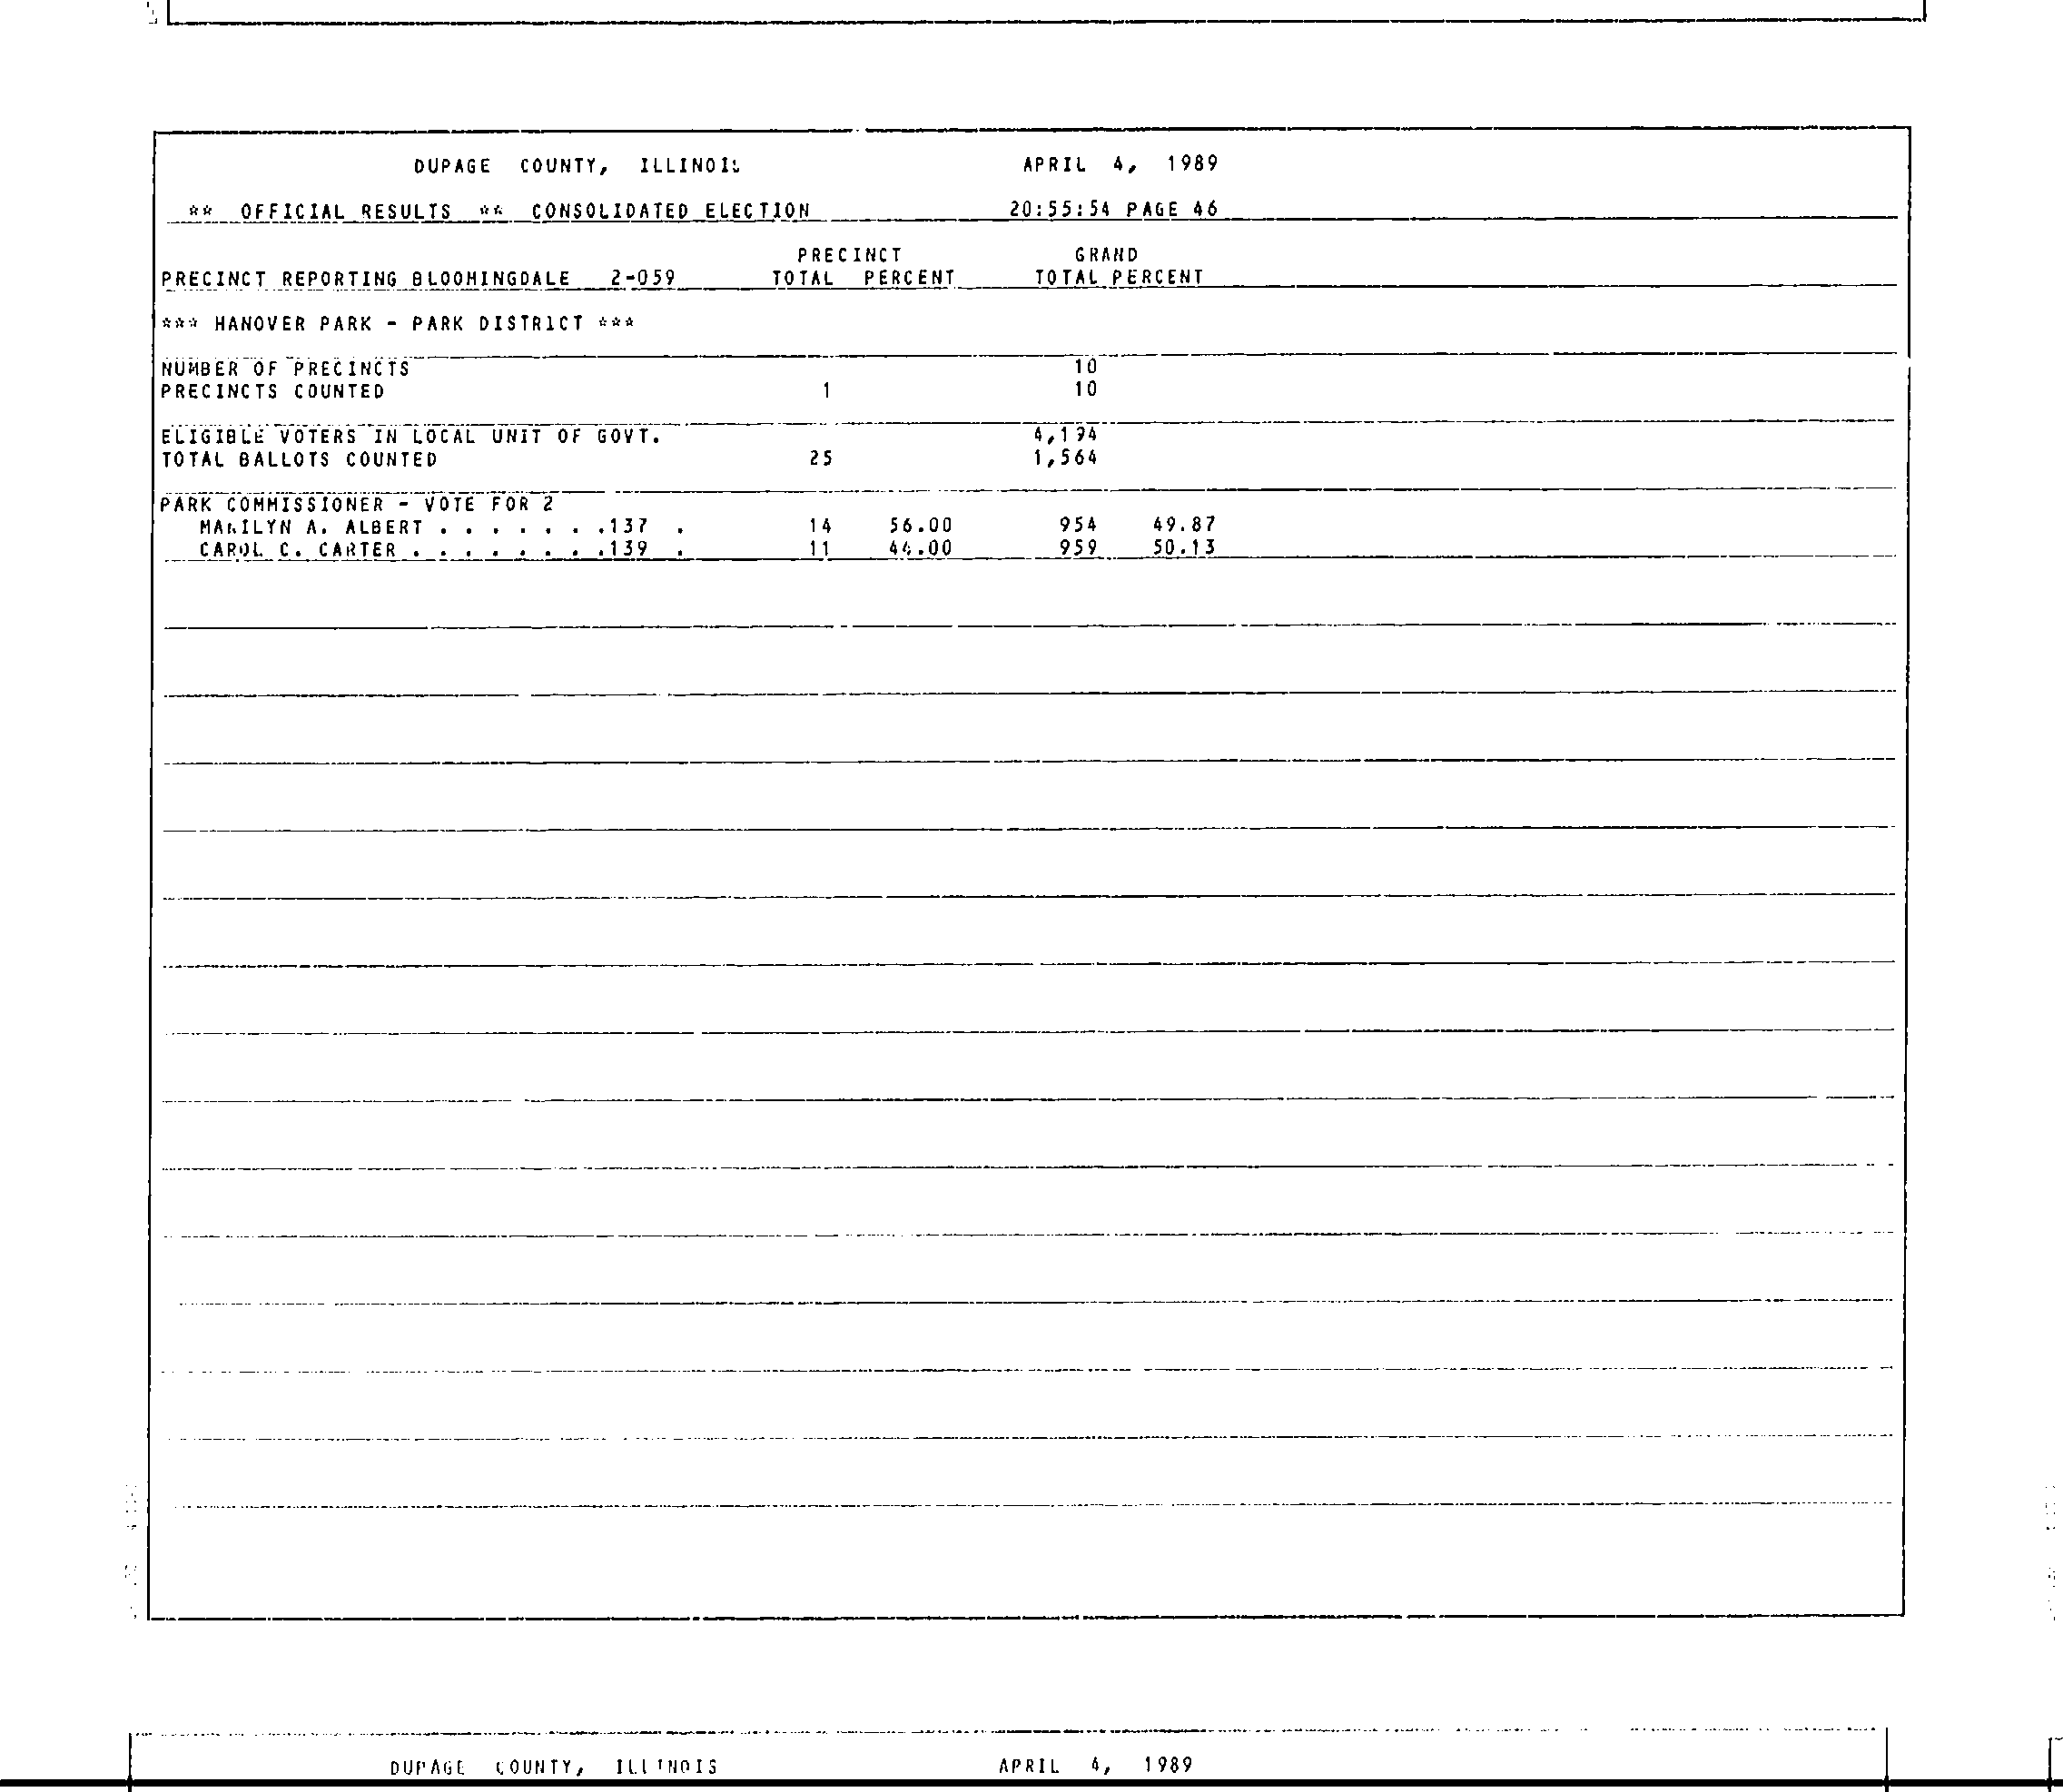 DUPAGE COUNTY, ILLINOIS APRIL 4, 1989
** OFFICIAL RESULTS ** CONSOLIDATED ELECTION 20:55:54 PAGE 46
PRECINCT GRAND
PRECINCT REPORTING BLOOMINGDALE 2-059 TOTAL PERCENT TOTAL PERCENT
*** HANOVER PARK - PARK DISTRICT ***
NUMBER OF PRECINCTS 10
PRECINCTS COUNTED 1 10
ELIGIBLE VOTERS IN LOCAL UNIT OF GOVT. 4,194
TOTAL BALLOTS COUNTED 25 1,564
PARK COMMISSIONER - VOTE FOR 2
MARILYN A. ALBERT . . . . . . .137 . 14 56.00 954 49.87
CAROL C. CARTER . . . . . . . .139 . 11 44.00 959 50.13
DUPAGE COUNTY, ILLINOIS APRIL 4, 1989